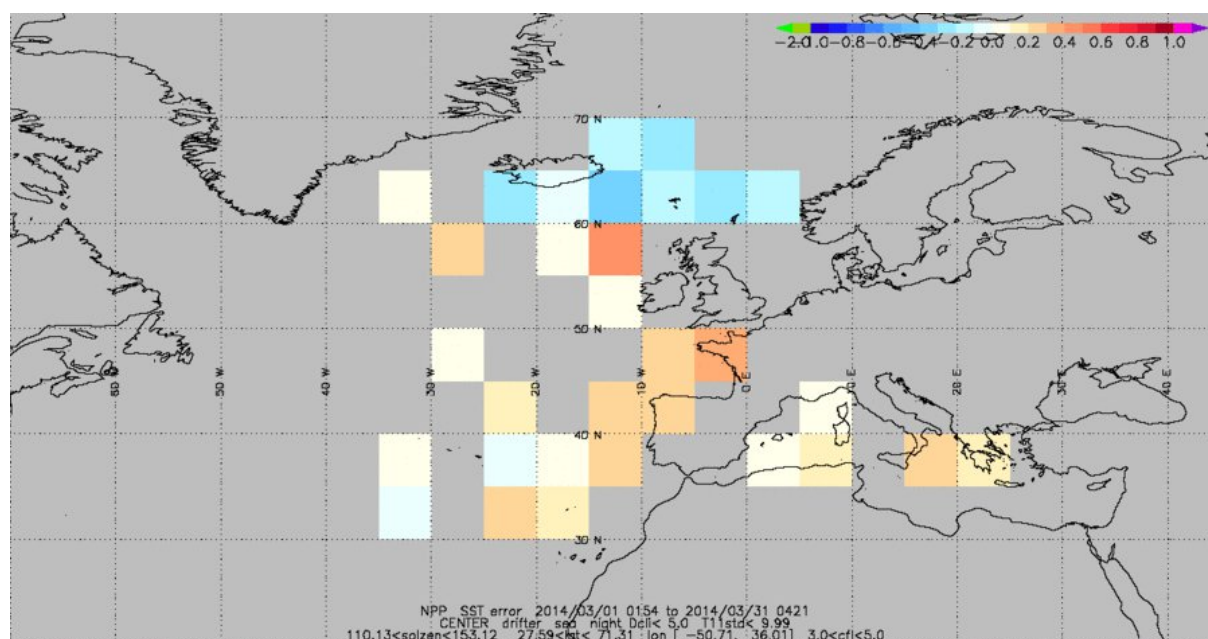 -2.0 -1.0 -0.8 -0.6 -0.4 -0.2 0.0 0.2 0.4 0.6 0.8 1.0
70 N
60 N
50 N
60 W 50 W 40 W 30 W 20 W 10 W 0 E 10 E 20 E 30 E 40 E
40 N
30 N
NPP SST error 2014/03/01 0154 to 2014/03/31 0421
CENTER drifter sea night Dcli< 5.0 T11std< 9.99
110.13<solzen<153.12 27.59<lat< 71.31 lon [ -50.71, 36.01] 3.0<cfl<5.0